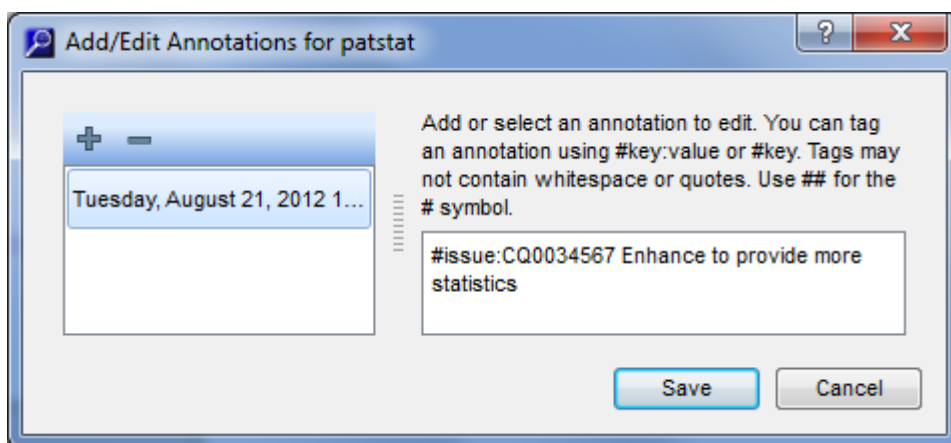 Add/Edit Annotations for patstat
?
Add or select an annotation to edit. You can tag
an annotation using #key:value or #key. Tags may
not contain whitespace or quotes. Use ## for the
# symbol.
Tuesday, August 21, 2012 1...
#issue:CQ0034567 Enhance to provide more
statistics
Save
Cancel